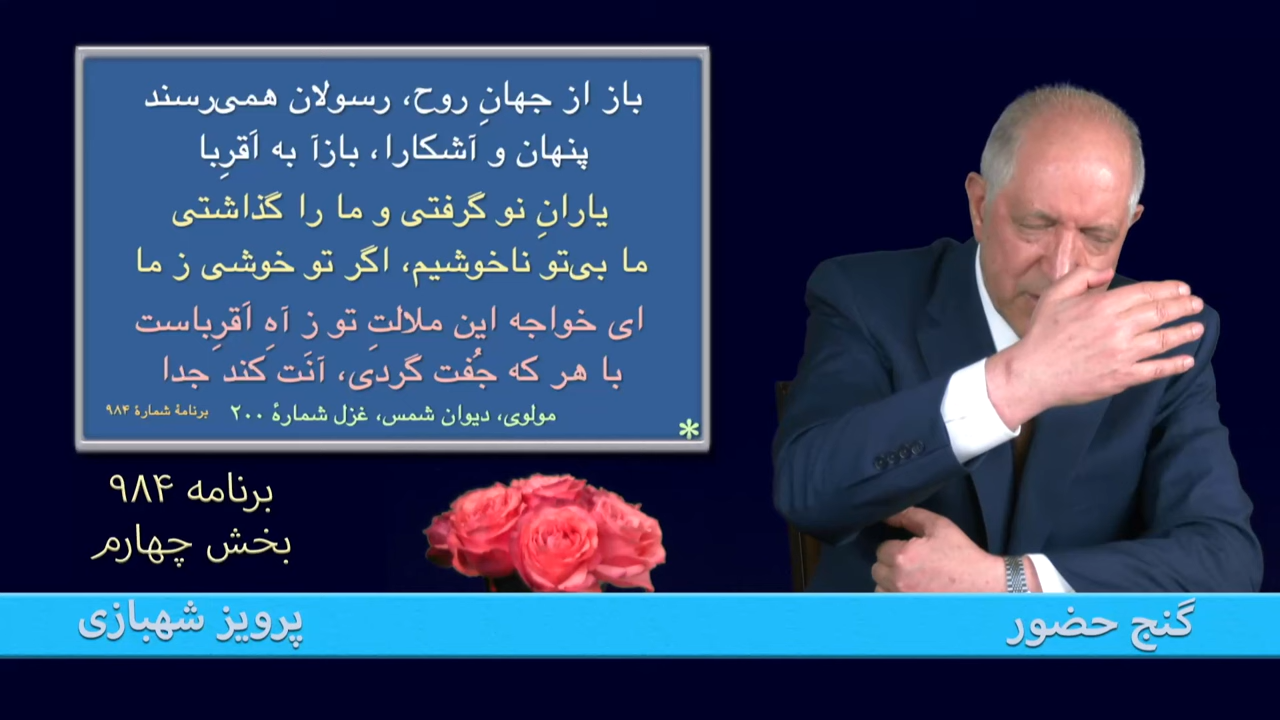 باز از جهانِ روح، رسولان همی‌رسند
پنهان و آشکارا، بازآ به اَقرِبا
یارانِ نو گرفتی و ما را گذاشتی
ما بی‌تو ناخوشیم، اگر تو خوشی ز ما
ای خواجه این ملالتِ تو ز آهِ اَقرِباست
با هر که جُفت گردی، آنَت کند جدا
مولوی، دیوان شمس، غزل شمارهٔ ۲۰۰ برنامهٔ شمارهٔ ۹۸۴
*
برنامه ۹۸۴
بخش چهارم
گنج حضور
پرویز شهبازی